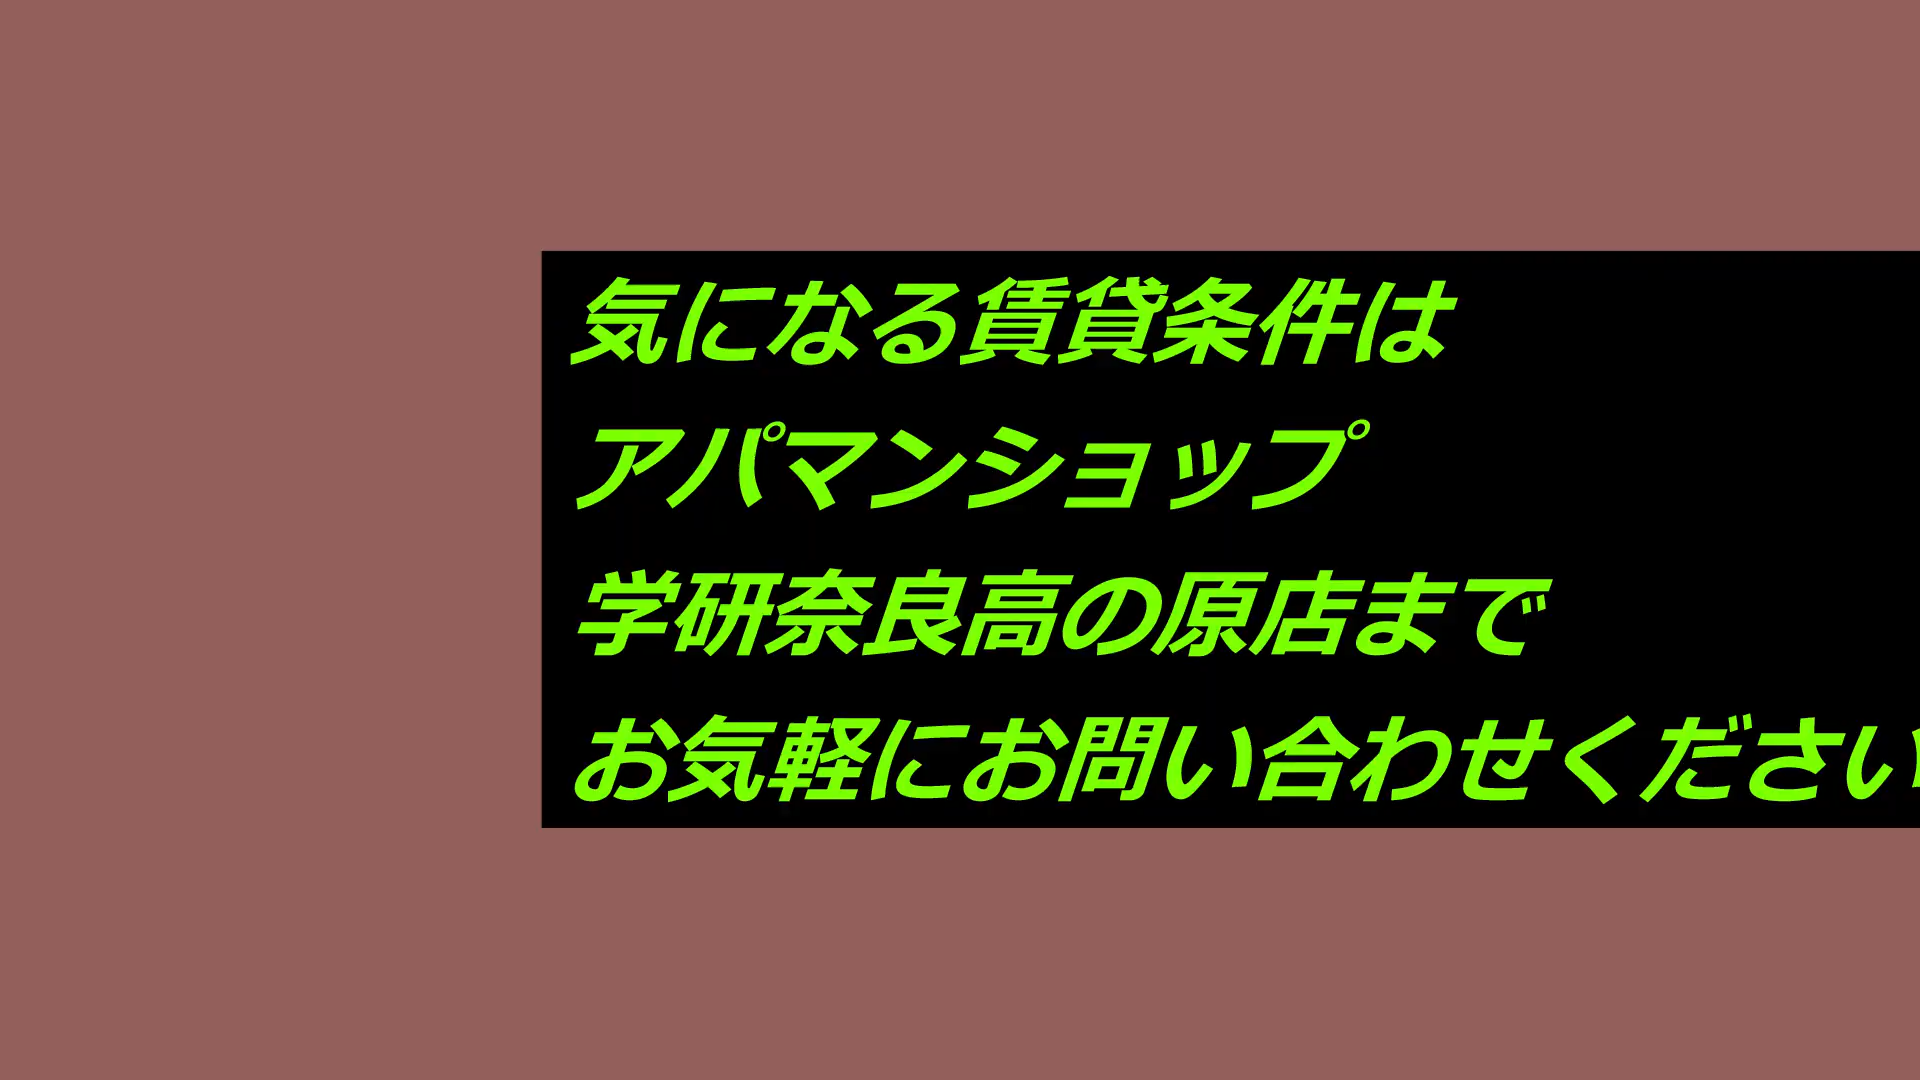 気になる賃貸条件は
アパマンショップ
学研奈良高の原店まで
お気軽にお問い合わせください